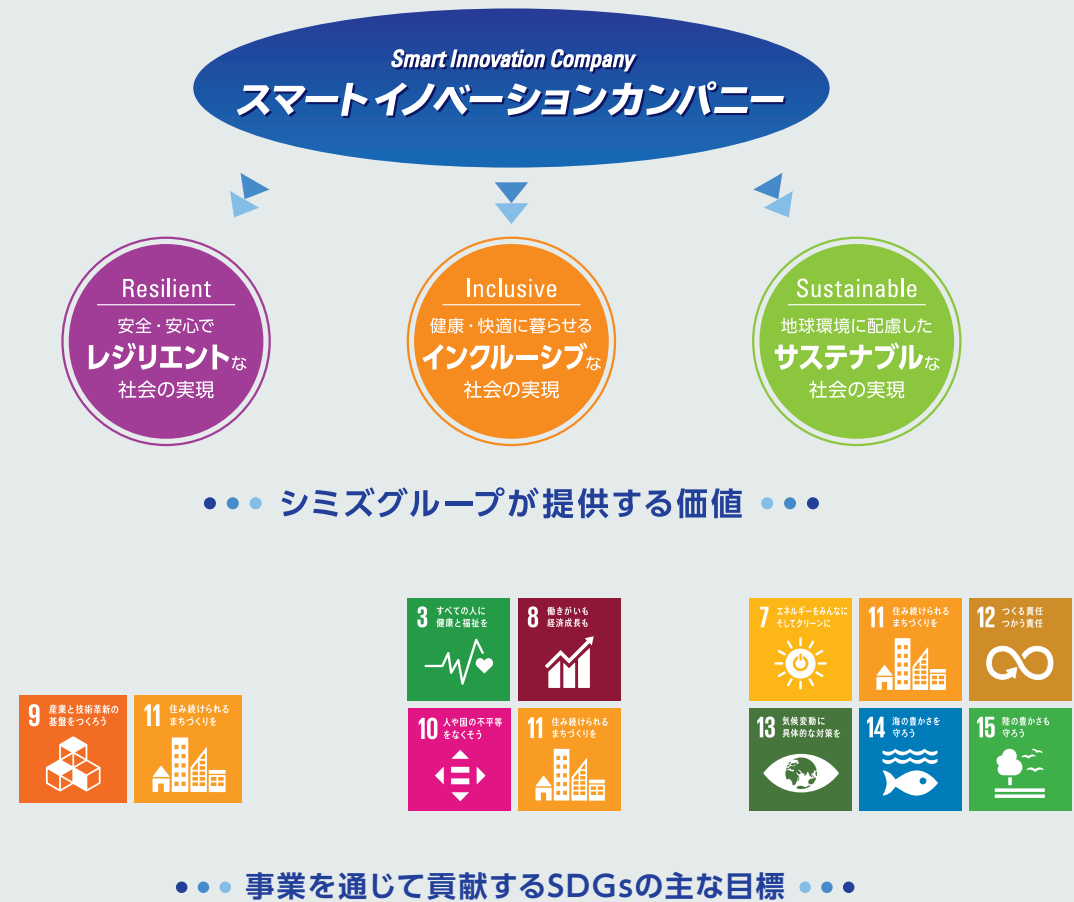 Smart Innovation Company
スマートイノベーションカンパニー
Resilient
安全・安心で
レジリエントな
社会の実現
Inclusive
健康・快適に暮らせる
インクルーシブな
社会の実現
Sustainable
地球環境に配慮した
サステナブルな
社会の実現
シミズグループが提供する価値
9 産業と技術革新の
基盤をつくろう
11 住み続けられる
まちづくりを
3 すべての人に
健康と福祉を
8 働きがいも
経済成長も
10 人や国の不平等
をなくそう
11 住み続けられる
まちづくりを
7 エネルギーをみんなに
そしてクリーンに
11 住み続けられる
まちづくりを
12 つくる責任
つかう責任
13 気候変動に
具体的な対策を
14 海の豊かさを
守ろう
15 陸の豊かさも
守ろう
事業を通じて貢献するSDGsの主な目標